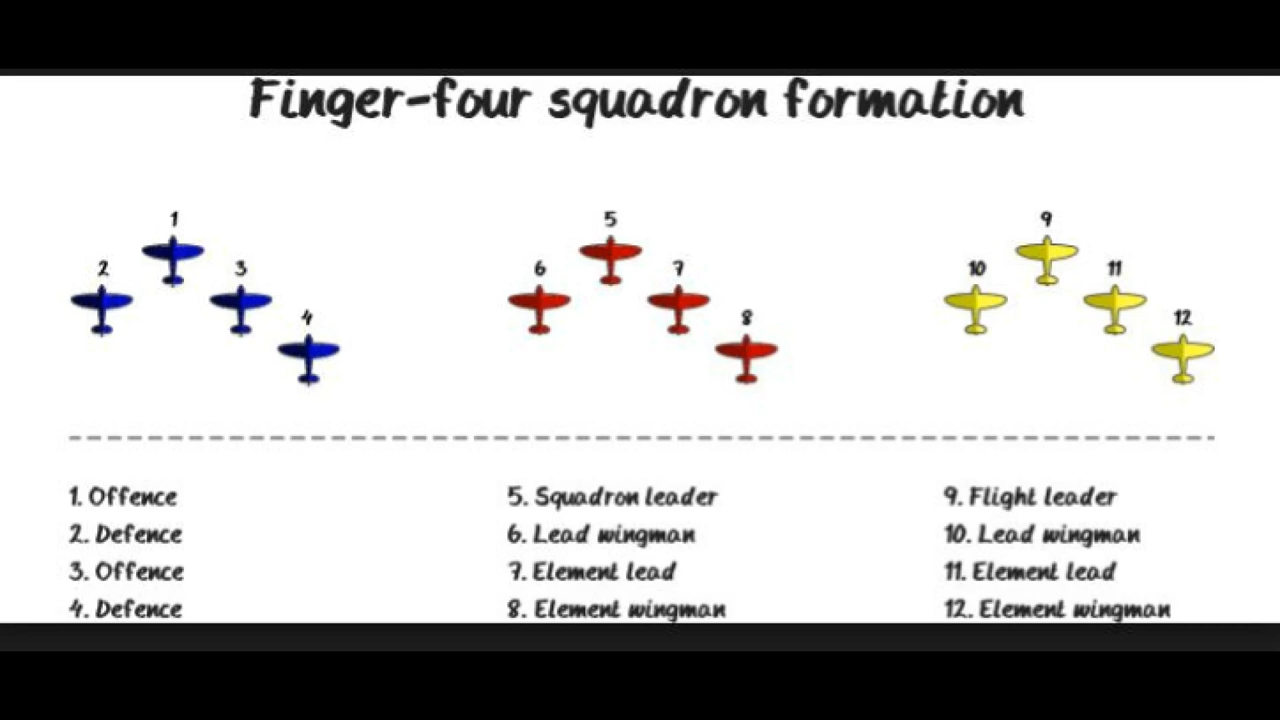 Finger-four squadron formation
1
2
3
4
5
6
7
8
9
10
11
12
1. Offence
2. Defence
3. Offence
4. Defence
5. Squadron leader
6. Lead wingman
7. Element lead
8. Element wingman
9. Flight leader
10. Lead wingman
11. Element lead
12. Element wingman